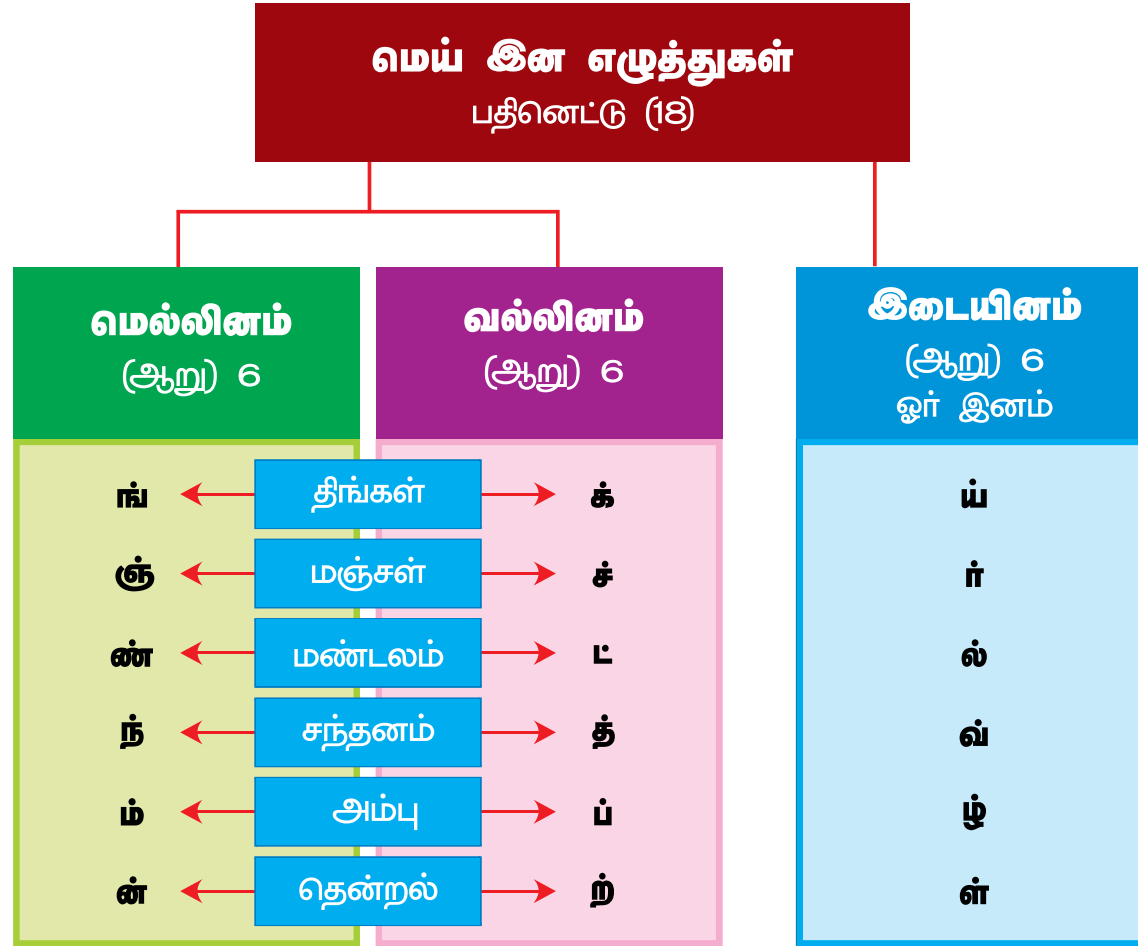 மெய் இன எழுத்துகள்
பதினெட்டு (18)
மெல்லினம்
(ஆறு) 6
வல்லினம்
(ஆறு) 6
இடையினம்
(ஆறு) 6
ஓர் இனம்
ங்
திங்கள்
க்
ய்
ஞ்
மஞ்சள்
ச்
ர்
ண்
மண்டலம்
ட்
ல்
ந்
சந்தனம்
த்
வ்
ம்
அம்பு
ப்
ழ்
ன்
தென்றல்
ற்
ள்